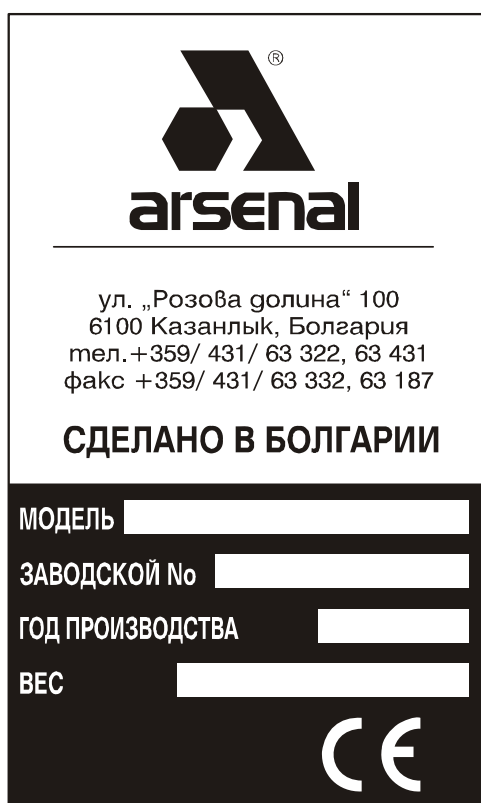 ®
arsenal
ул. „Розова долина“ 100
6100 Казанлык, Болгария
тел.+359/ 431/ 63 322, 63 431
факс +359/ 431/ 63 332, 63 187
СДЕЛАНО В БОЛГАРИИ
МОДЕЛЬ
ЗАВОДСКОЙ No
ГОД ПРОИЗВОДСТВА
ВЕС
CE